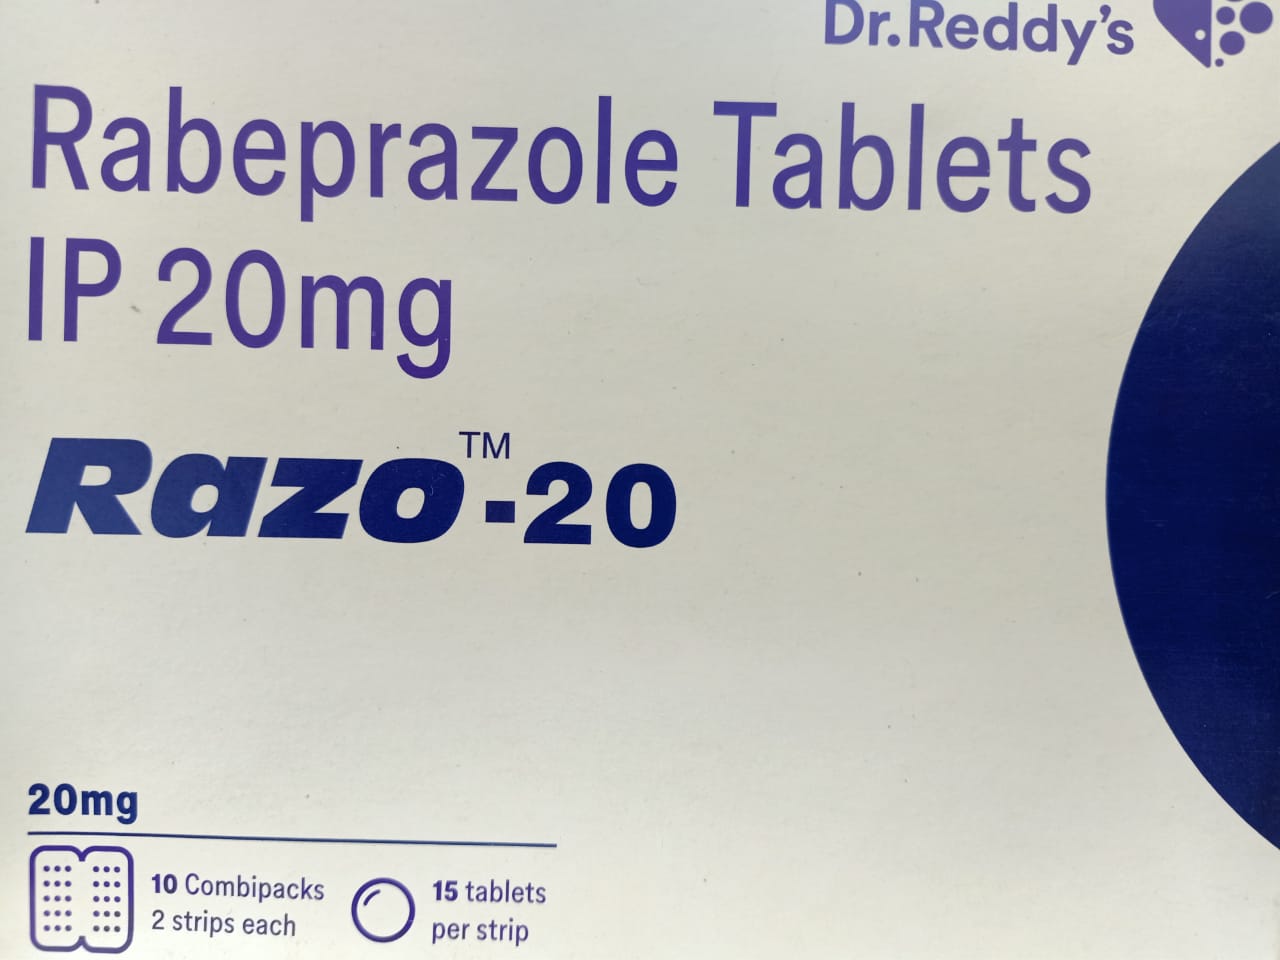 Dr.Reddy's
Rabeprazole Tablets
IP 20mg
Razo™-20
20mg
10 Combipacks
2 strips each
15 tablets
per strip